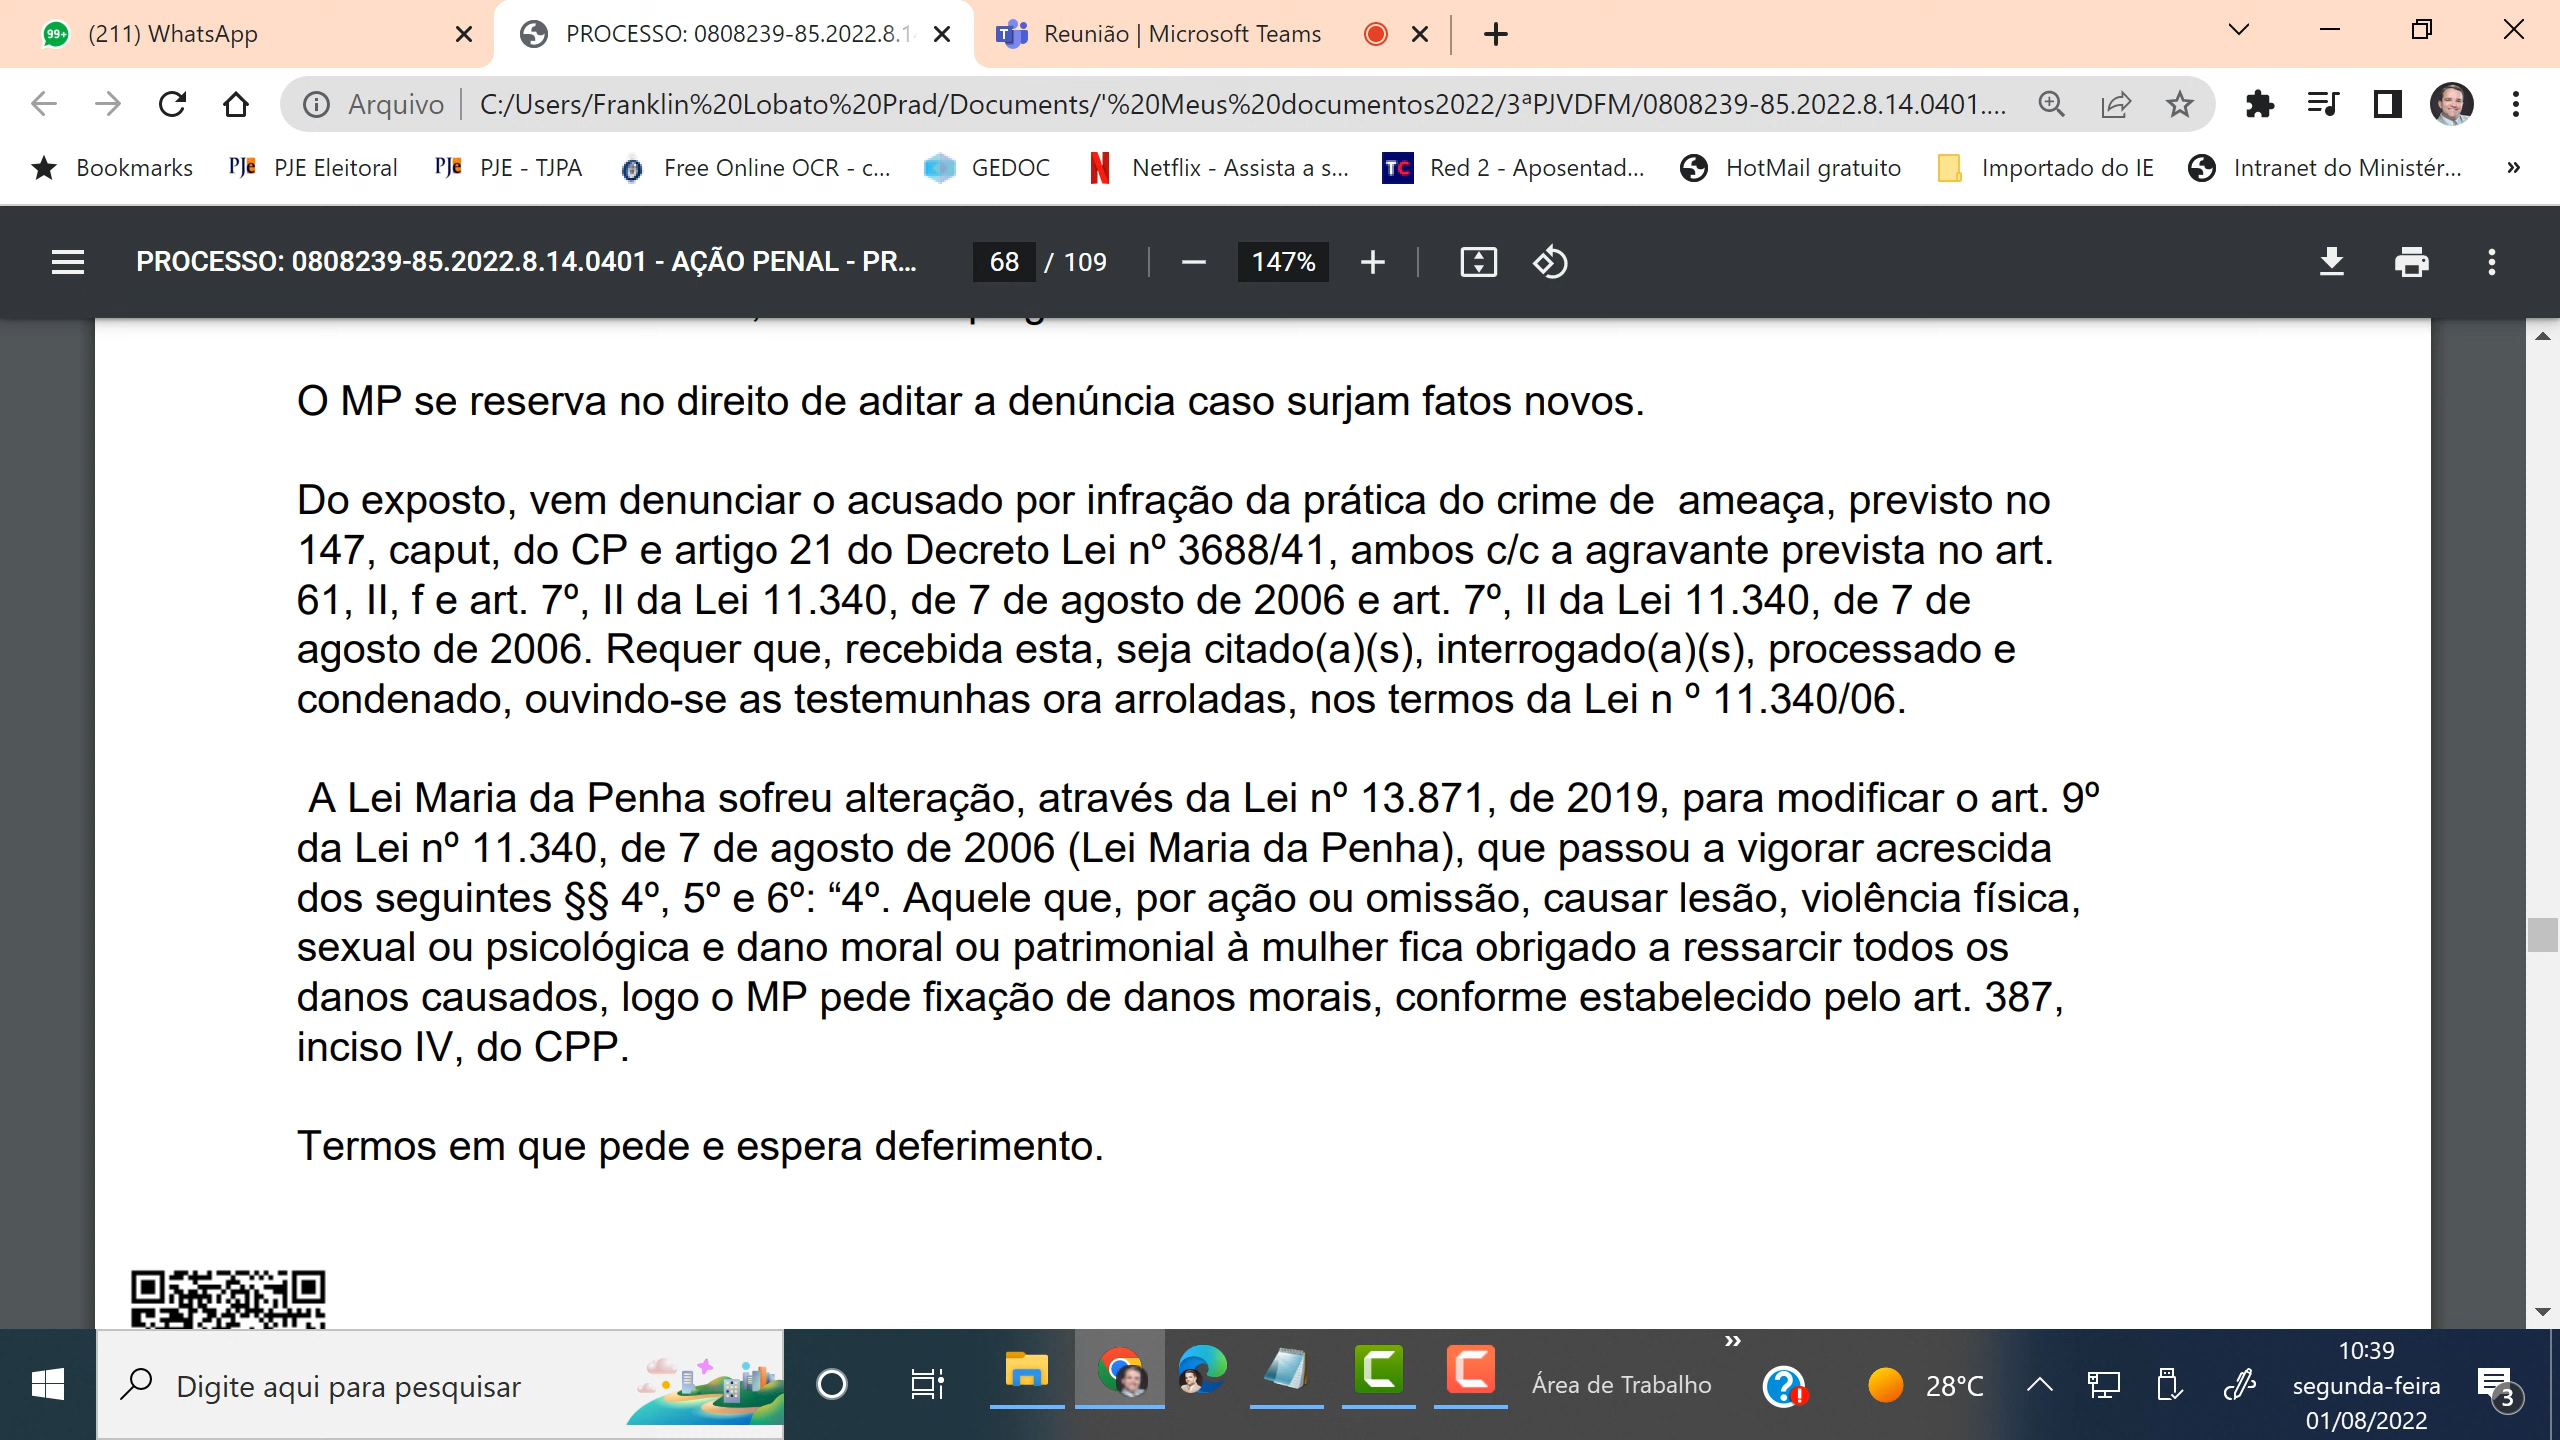 (211) WhatsApp
PROCESSO: 0808239-85.2022.8.1
Reunião | Microsoft Teams
Arquivo
C:/Users/Franklin%20Lobato%20Prad/Documents/'%20Meus%20documentos2022/3ªPJVDFM/0808239-85.2022.8.14.0401....
Bookmarks
PJE Eleitoral
PJE - TJPA
Free Online OCR - c...
GEDOC
Netflix - Assista a s...
Red 2 - Aposentad...
HotMail gratuito
Importado do IE
Intranet do Ministér...
»
PROCESSO: 0808239-85.2022.8.14.0401 - AÇÃO PENAL - PR...
68 / 109
147%
O MP se reserva no direito de aditar a denúncia caso surjam fatos novos.
Do exposto, vem denunciar o acusado por infração da prática do crime de  ameaça, previsto no
147, caput, do CP e artigo 21 do Decreto Lei nº 3688/41, ambos c/c a agravante prevista no art.
61, II, f e art. 7º, II da Lei 11.340, de 7 de agosto de 2006 e art. 7º, II da Lei 11.340, de 7 de
agosto de 2006. Requer que, recebida esta, seja citado(a)(s), interrogado(a)(s), processado e
condenado, ouvindo-se as testemunhas ora arroladas, nos termos da Lei n º 11.340/06.
A Lei Maria da Penha sofreu alteração, através da Lei nº 13.871, de 2019, para modificar o art. 9º
da Lei nº 11.340, de 7 de agosto de 2006 (Lei Maria da Penha), que passou a vigorar acrescida
dos seguintes §§ 4º, 5º e 6º: “4º. Aquele que, por ação ou omissão, causar lesão, violência física,
sexual ou psicológica e dano moral ou patrimonial à mulher fica obrigado a ressarcir todos os
danos causados, logo o MP pede fixação de danos morais, conforme estabelecido pelo art. 387,
inciso IV, do CPP.
Termos em que pede e espera deferimento.
Digite aqui para pesquisar
Área de Trabalho
»
28°C
10:39
segunda-feira
01/08/2022
3